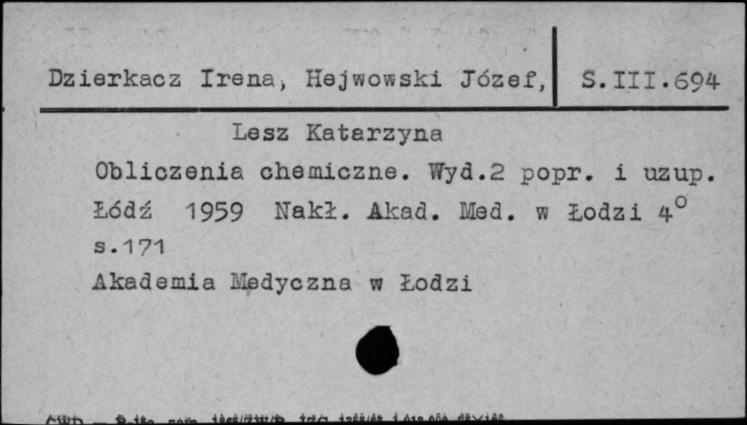 Dzierkacz Irena, Hejwowski Józef, S.III.694
Lesz Katarzyna
Obliczenia chemiczne. Wyd.2 popr. i uzup.
Łódź 1959 Nakł. Akad. Med. w Łodzi 4°
s.171
Akademia Medyczna w Łodzi